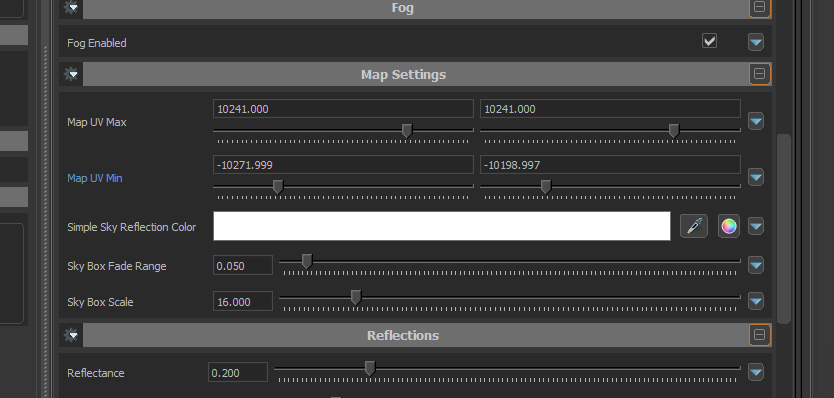 Fog
Fog Enabled
Map Settings
Map UV Max 10241.000 10241.000
Map UV Min -10271.999 -10198.997
Simple Sky Reflection Color
Sky Box Fade Range 0.050
Sky Box Scale 16.000
Reflections
Reflectance 0.200